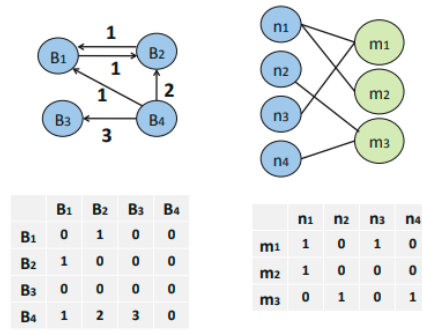 1
B1 B2
1
1 2
B3 B4
3
n1
m1
n2
m2
n3
m3
n4
B1 B2 B3 B4
B1 0 1 0 0
B2 1 0 0 0
B3 0 0 0 0
B4 1 2 3 0
n1 n2 n3 n4
m1 1 0 1 0
m2 1 0 0 0
m3 0 1 0 1